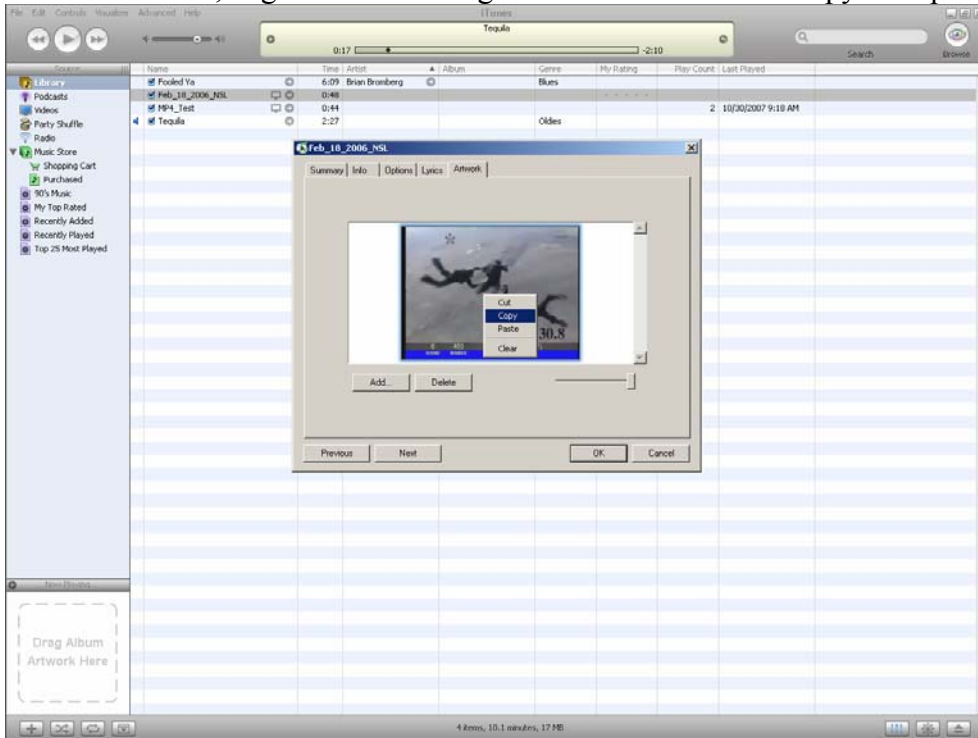 File Edit Controls Visualizer Advanced Help
iTunes
Tequila
0:17 -2:10
Search
Browse
Source
Name Time Artist Album Genre My Rating Play Count Last Played
Library
Podcasts
Videos
Party Shuffle
Radio
Music Store
Shopping Cart
Purchased
90's Music
My Top Rated
Recently Added
Recently Played
Top 25 Most Played
Fooled Ya 6:09 Brian Bromberg Blues
Feb_18_2006_NSL 0:48
MP4_Test 0:44 2 10/30/2007 9:18 AM
Tequila 2:27 Oldies
Feb_18_2006_NSL
Summary Info Options Lyrics Artwork
Cut
Copy
Paste
Clear
30.8
Add... Delete
Previous Next OK Cancel
Now Playing
Drag Album
Artwork Here
4 items, 10.1 minutes, 17 MB